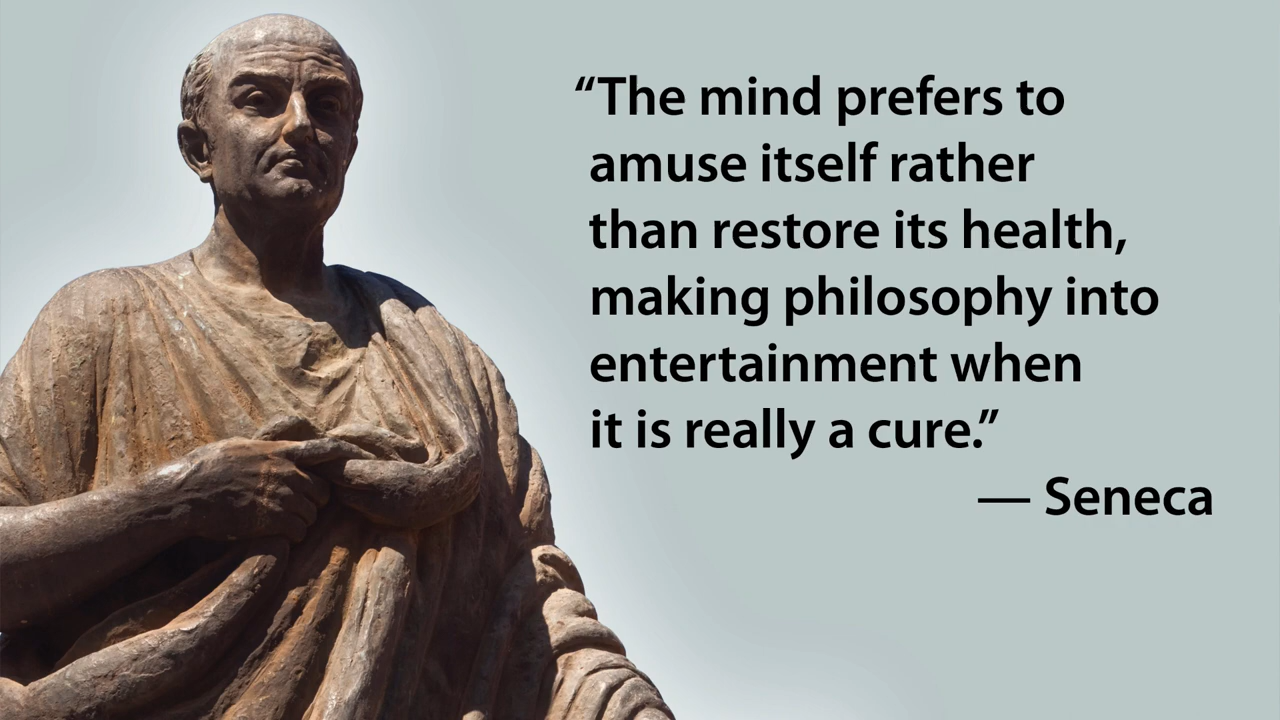 “The mind prefers to
amuse itself rather
than restore its health,
making philosophy into
entertainment when
it is really a cure.”
— Seneca